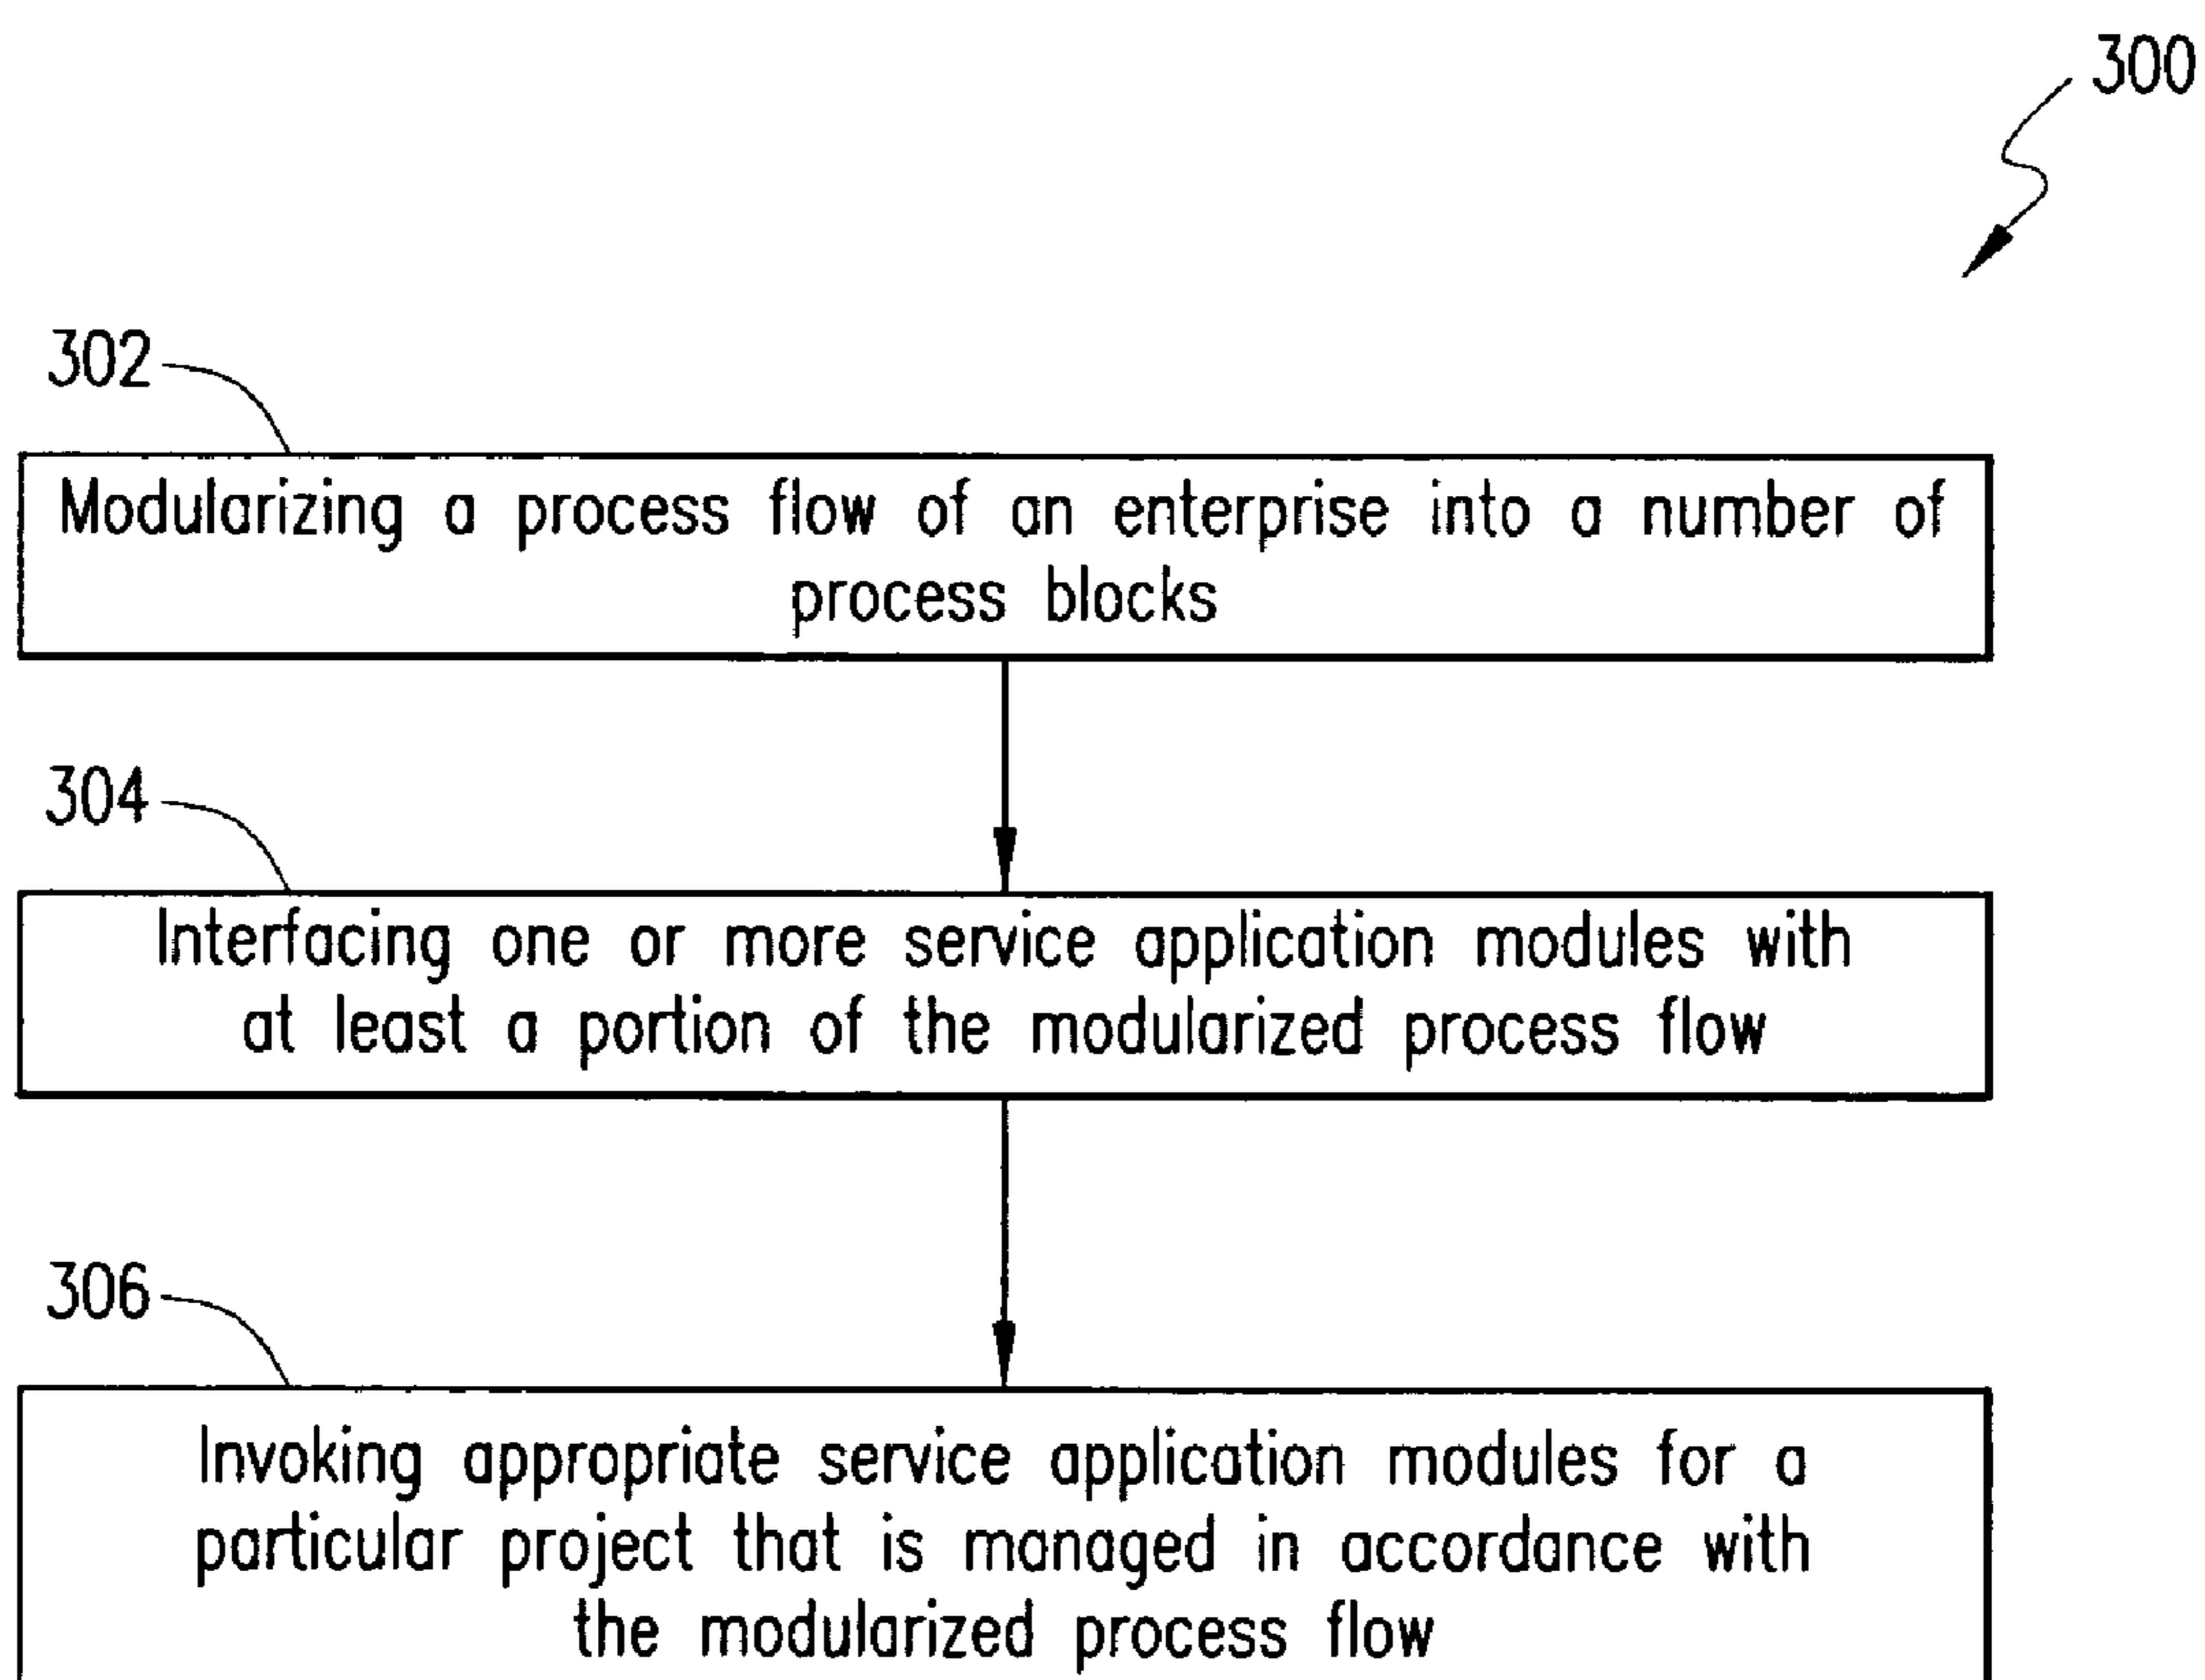 300
302
Modularizing a process flow of an enterprise into a number of
process blocks
304
Interfacing one or more service application modules with
at least a portion of the modularized process flow
306
Invoking appropriate service application modules for a
particular project that is managed in accordance with
the modularized process flow